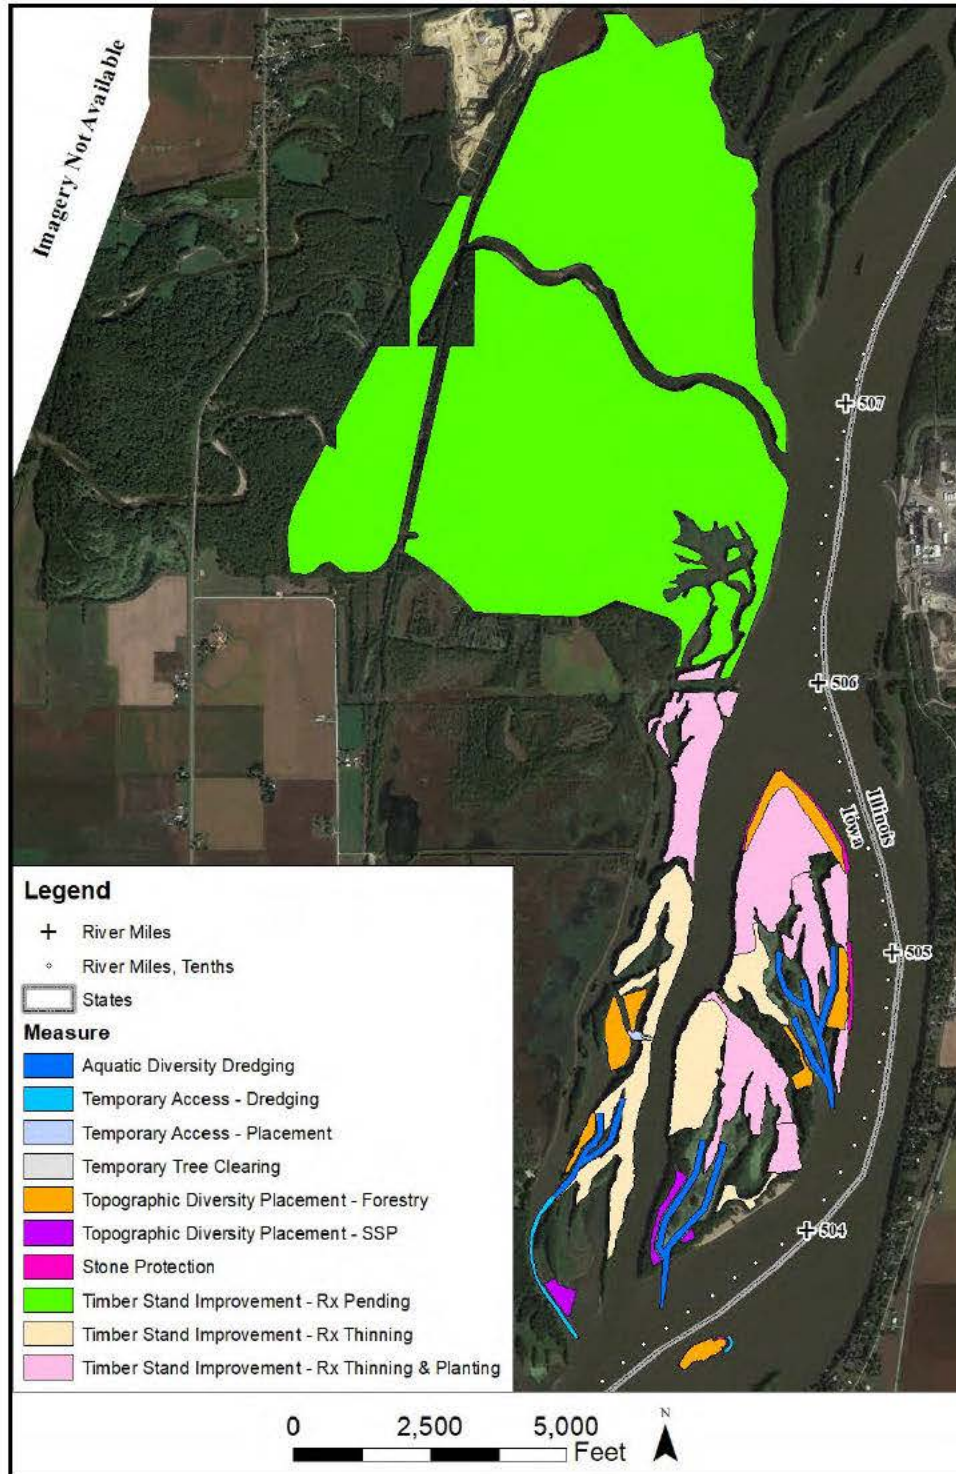 Imagery Not Available
507
506
Illinois
Iowa
505
504
Legend
River Miles
River Miles, Tenths
States
Measure
Aquatic Diversity Dredging
Temporary Access - Dredging
Temporary Access - Placement
Temporary Tree Clearing
Topographic Diversity Placement - Forestry
Topographic Diversity Placement - SSP
Stone Protection
Timber Stand Improvement - Rx Pending
Timber Stand Improvement - Rx Thinning
Timber Stand Improvement - Rx Thinning & Planting
0 2,500 5,000
Feet
N